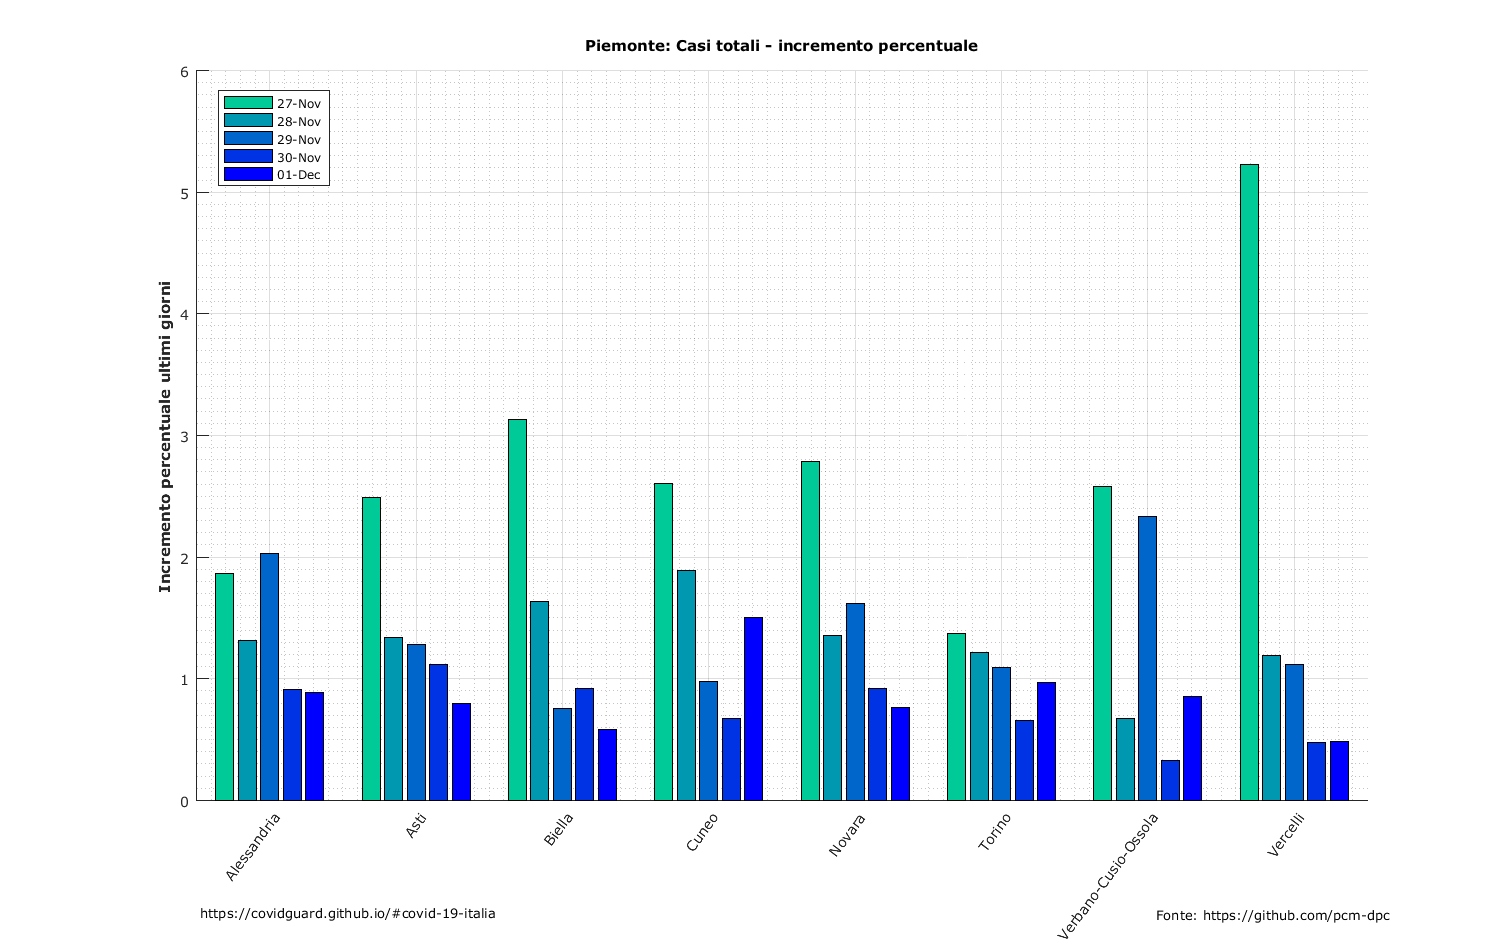 Piemonte: Casi totali - incremento percentuale
6
5
4
3
2
1
0
Incremento percentuale ultimi giorni
27-Nov
28-Nov
29-Nov
30-Nov
01-Dec
Alessandria
Asti
Biella
Cuneo
Novara
Torino
Verbano-Cusio-Ossola
Vercelli
https://covidguard.github.io/#covid-19-italia
Fonte: https://github.com/pcm-dpc